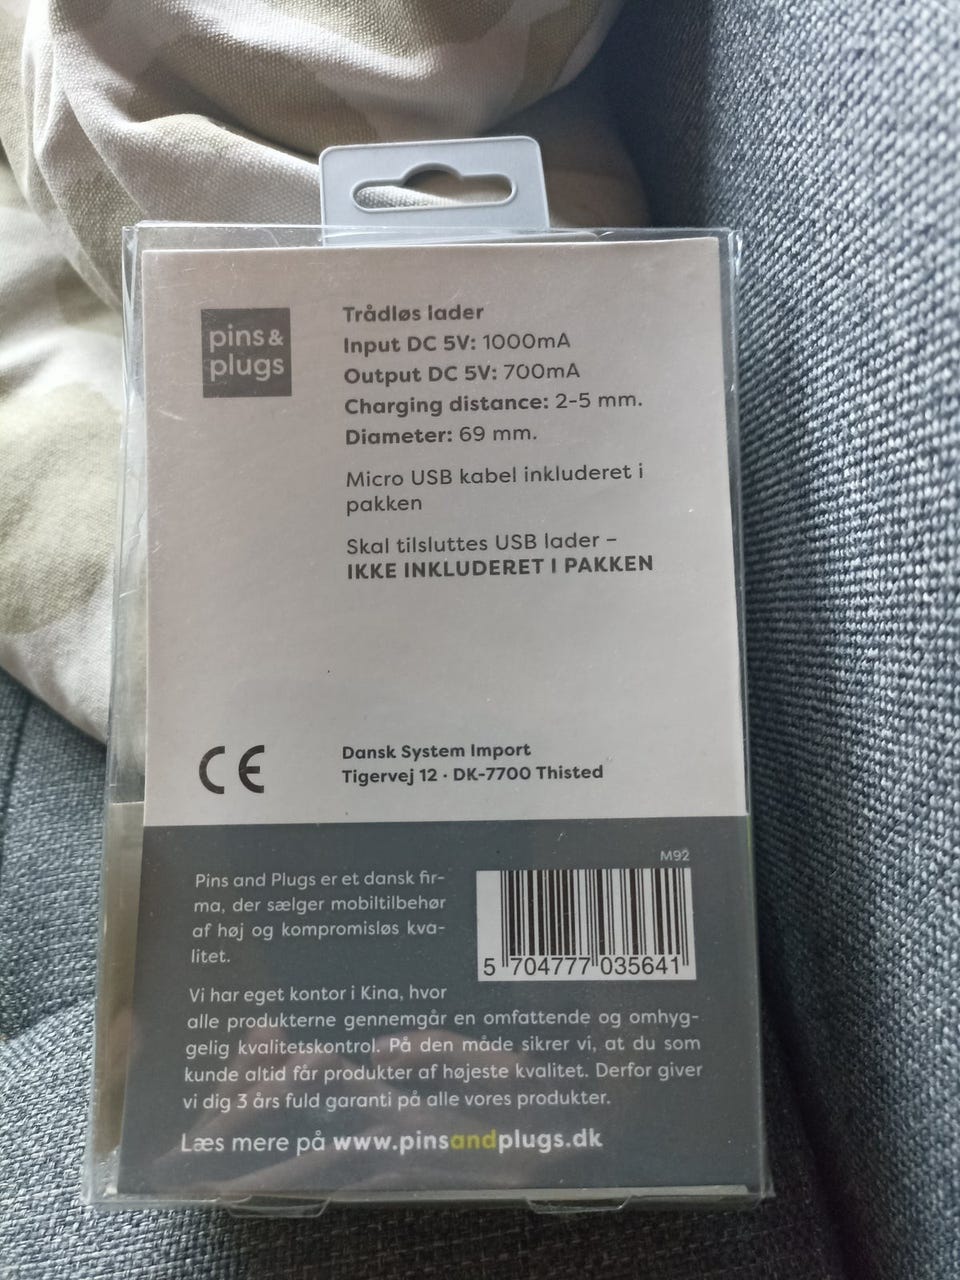 pins &
plugs
Trådløs lader
Input DC 5V: 1000mA
Output DC 5V: 700mA
Charging distance: 2-5 mm.
Diameter: 69 mm.
Micro USB kabel inkluderet i
pakken
Skal tilsluttes USB lader –
IKKE INKLUDERET I PAKKEN
CE
Dansk System Import
Tigervej 12 · DK-7700 Thisted
Pins and Plugs er et dansk fir-
ma, der sælger mobiltilbehør
af høj og kompromisløs kva-
litet.
M92
5 704777 035641
Vi har eget kontor i Kina, hvor
alle produkterne gennemgår en omfattende og omhyg-
gelig kvalitetskontrol. På den måde sikrer vi, at du som
kunde altid får produkter af højeste kvalitet. Derfor giver
vi dig 3 års fuld garanti på alle vores produkter.
Læs mere på www.pinsandplugs.dk